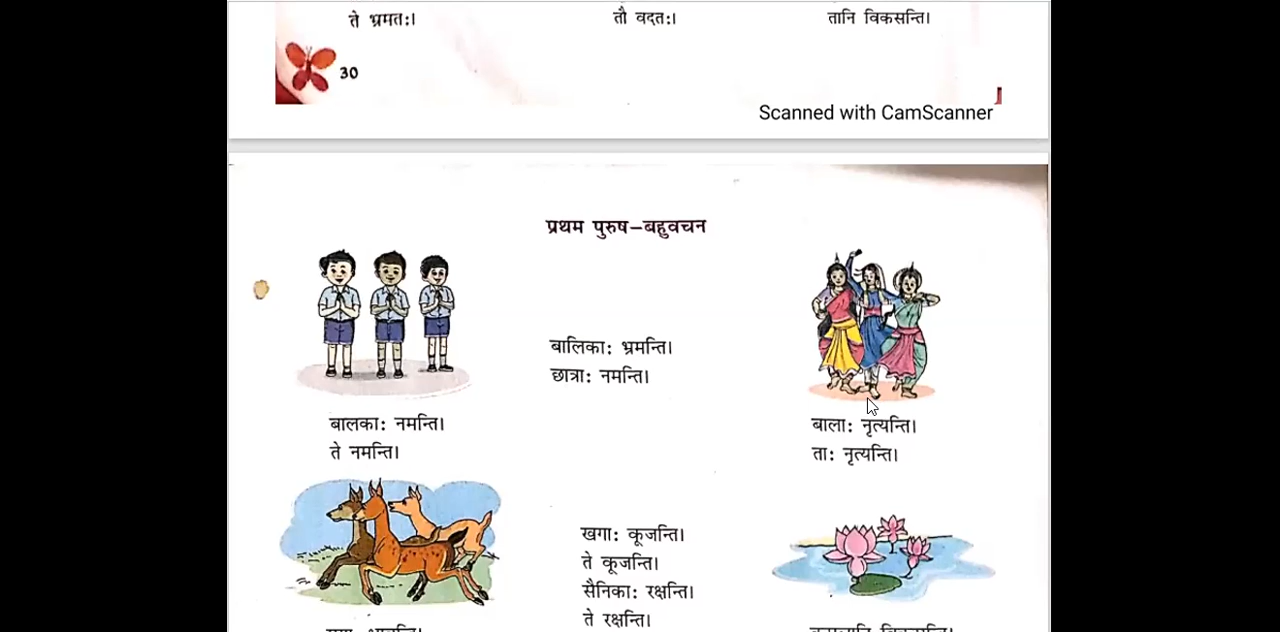 ते भ्रमतः।
तौ वदतः।
तानि विकसन्ति।
30
Scanned with CamScanner
प्रथम पुरुष–बहुवचन
बालिकाः भ्रमन्ति।
छात्राः नमन्ति।
बालकाः नमन्ति।
ते नमन्ति।
बालाः नृत्यन्ति।
ताः नृत्यन्ति।
खगाः कूजन्ति।
ते कूजन्ति।
सैनिकाः रक्षन्ति।
ते रक्षन्ति।